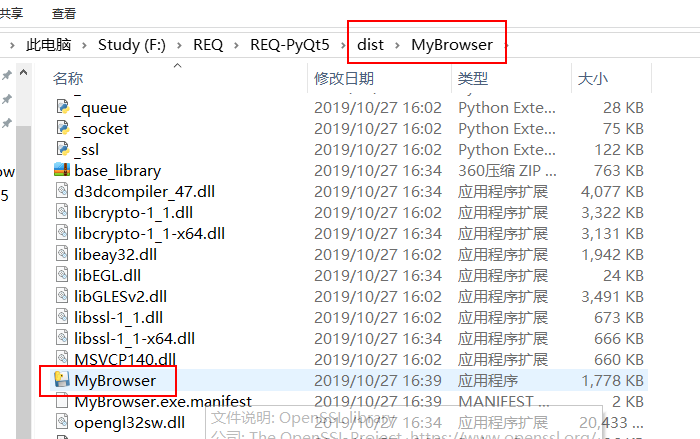 共享 查看
此电脑 › Study (F:) › REQ › REQ-PyQt5 › dist › MyBrowser ›
名称 修改日期 类型 大小
_queue 2019/10/27 16:02 Python Exte... 28 KB
_socket 2019/10/27 16:02 Python Exte... 75 KB
_ssl 2019/10/27 16:02 Python Exte... 122 KB
base_library 2019/10/27 16:34 360压缩 ZIP ... 763 KB
d3dcompiler_47.dll 2019/10/27 16:34 应用程序扩展 4,077 KB
libcrypto-1_1.dll 2019/10/27 16:02 应用程序扩展 3,322 KB
libcrypto-1_1-x64.dll 2019/10/27 16:34 应用程序扩展 3,131 KB
libeay32.dll 2019/10/27 16:02 应用程序扩展 1,942 KB
libEGL.dll 2019/10/27 16:34 应用程序扩展 24 KB
libGLESv2.dll 2019/10/27 16:02 应用程序扩展 3,491 KB
libssl-1_1.dll 2019/10/27 16:02 应用程序扩展 673 KB
libssl-1_1-x64.dll 2019/10/27 16:34 应用程序扩展 666 KB
MSVCP140.dll 2019/10/27 16:34 应用程序扩展 660 KB
MyBrowser 2019/10/27 16:39 应用程序 1,778 KB
MyBrowser.exe.manifest 2019/10/27 16:39 MANIFEST ... 2 KB
opengl32sw.dll 2019/10/27 16:34 应用程序扩展 20,433 ...
文件说明: OpenSSL library
公司: The OpenSSL Project, https://www.openssl.org/
ow
5